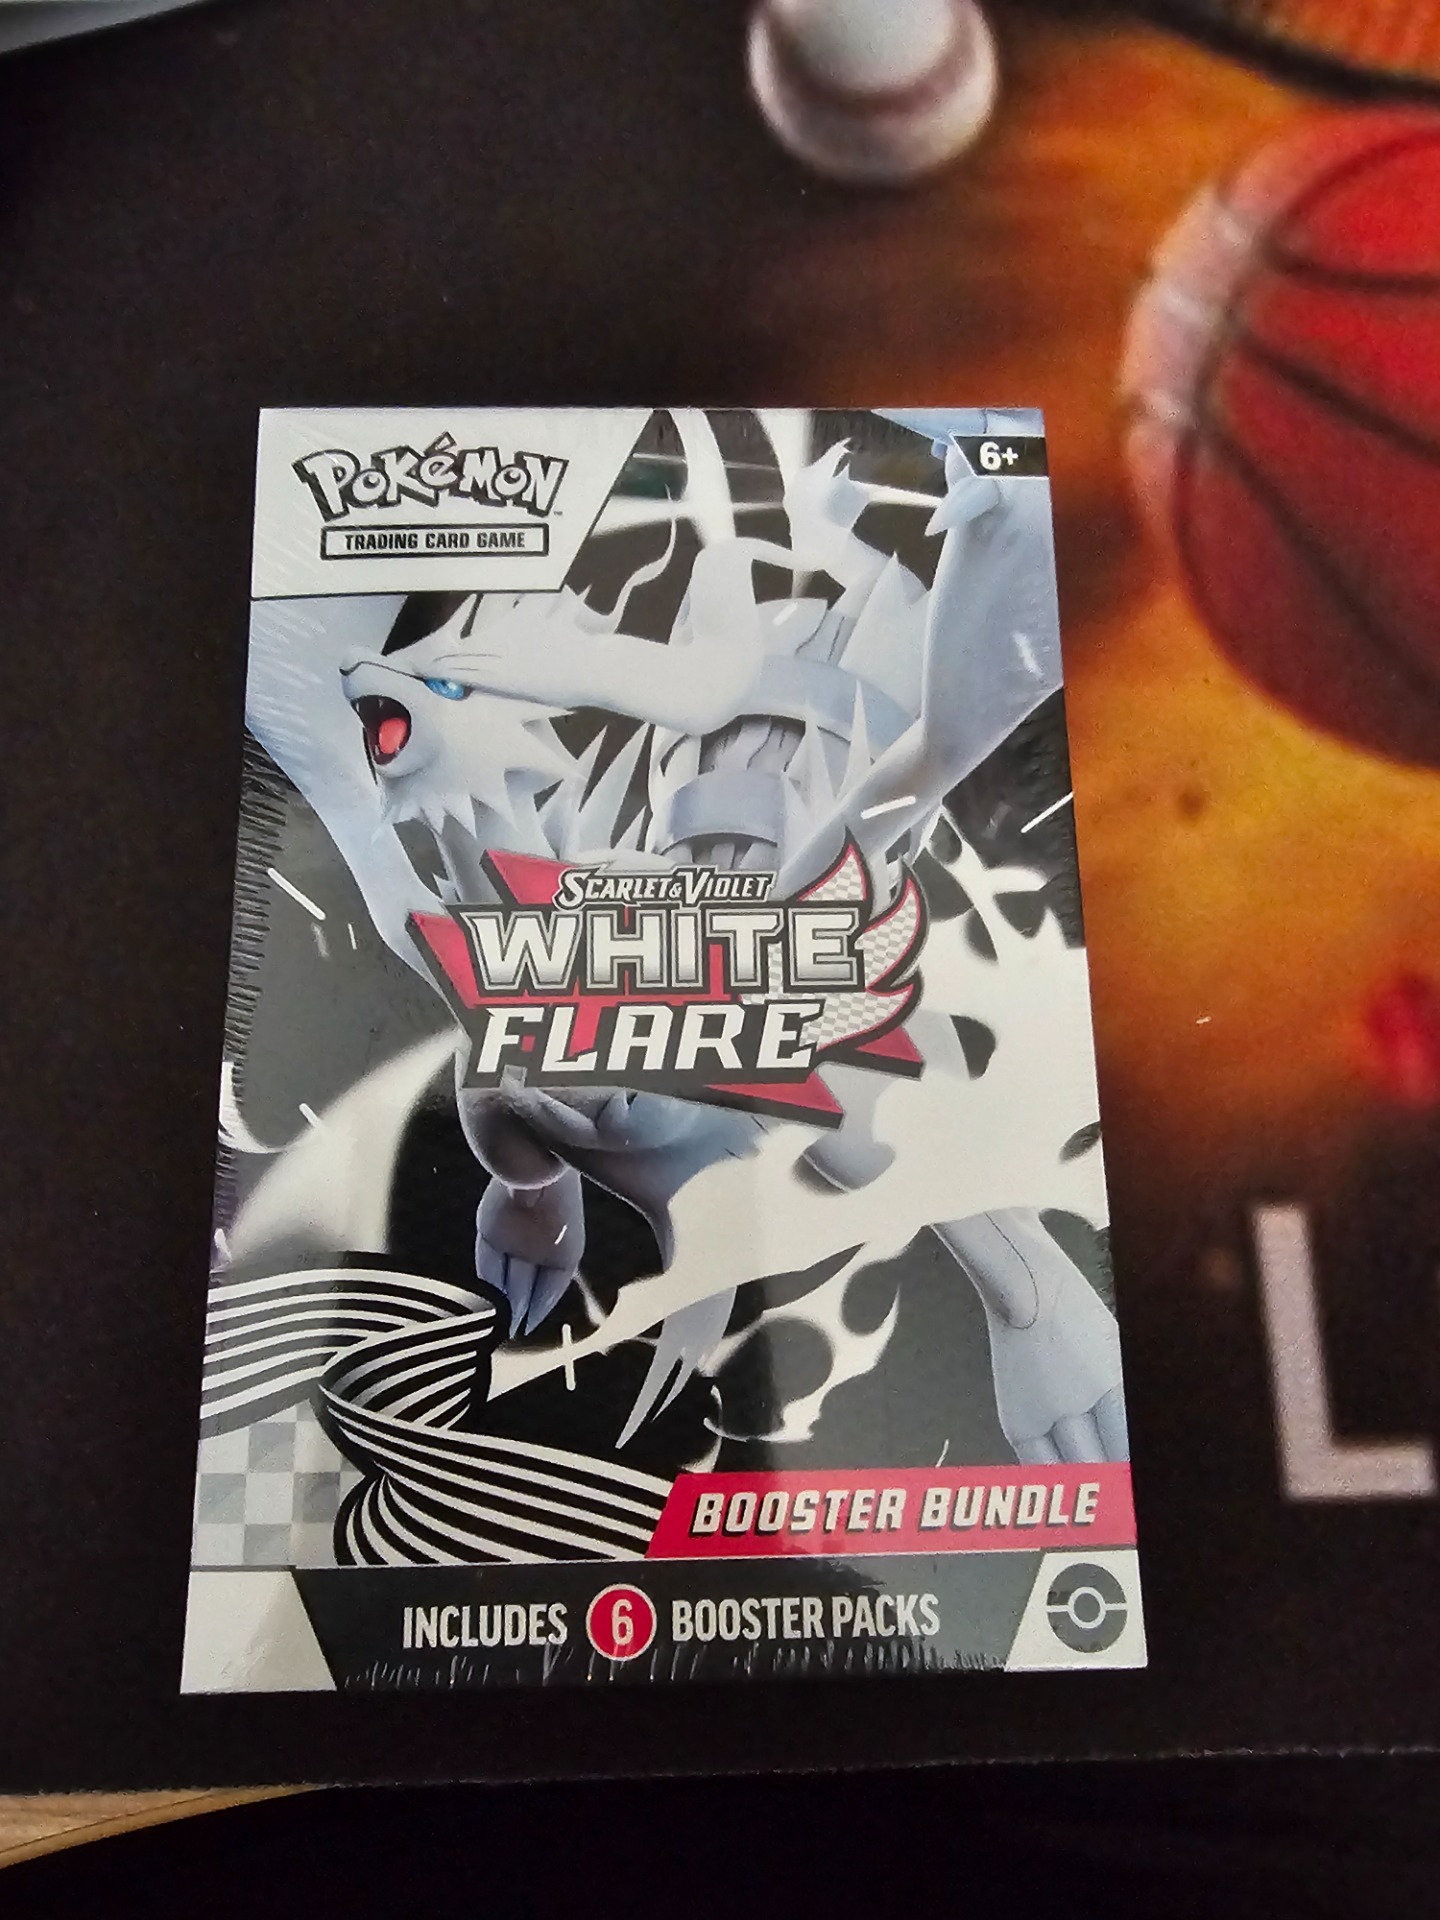 POKéMON
TRADING CARD GAME
6+
SCARLET & VIOLET
WHITE
FLARE
BOOSTER BUNDLE
INCLUDES 6 BOOSTER PACKS
L